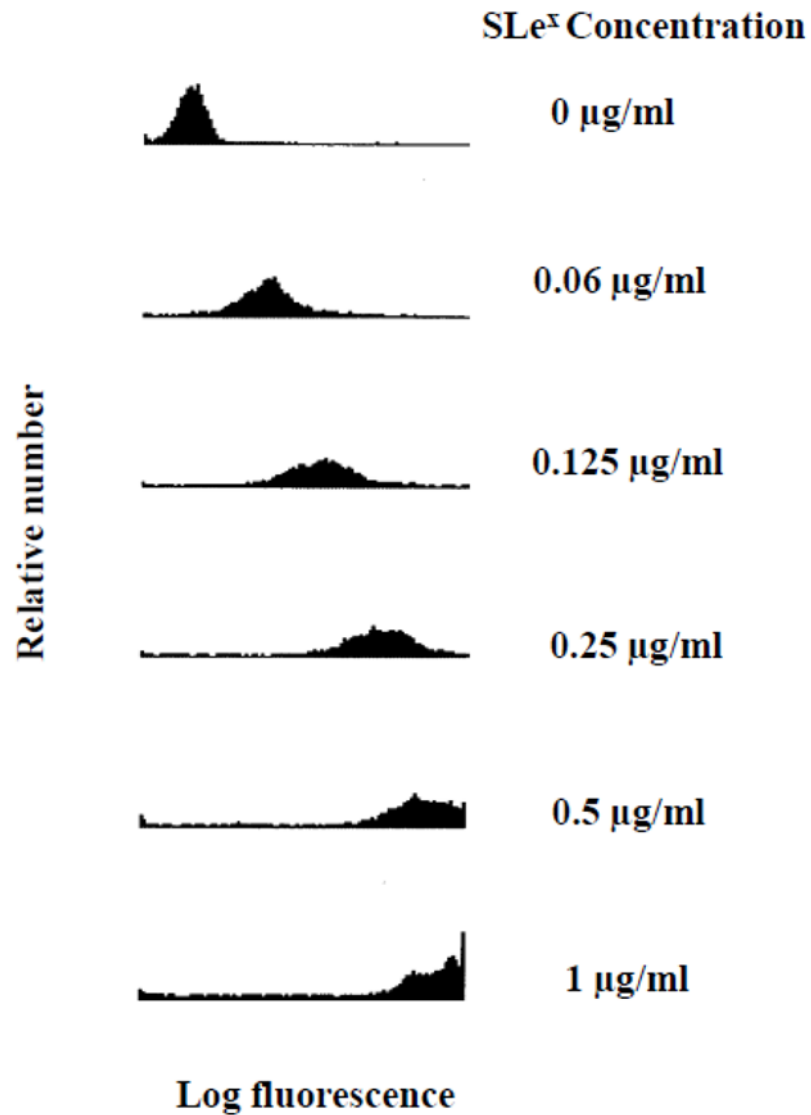 SLeˣ Concentration
0 µg/ml
0.06 µg/ml
0.125 µg/ml
0.25 µg/ml
0.5 µg/ml
1 µg/ml
Relative number
Log fluorescence